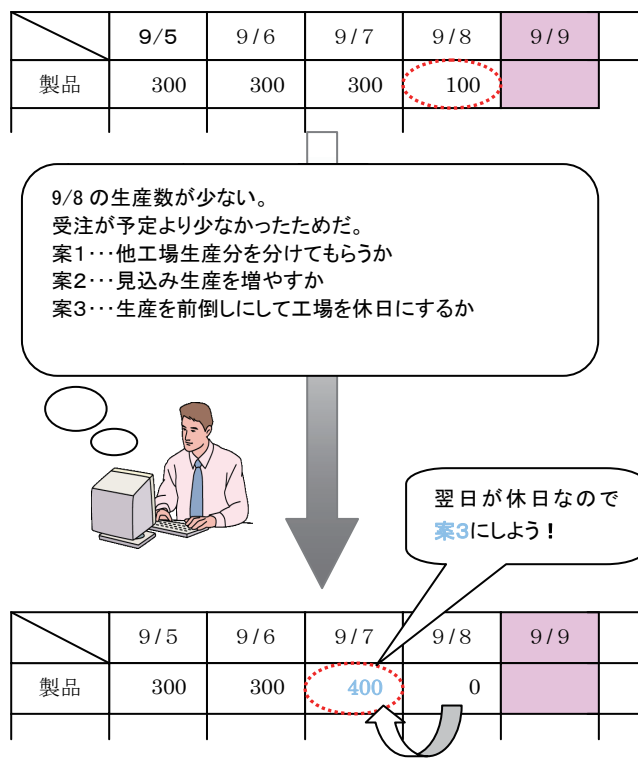 9/5 9/6 9/7 9/8 9/9
製品 300 300 300 100
9/8 の生産数が少ない。
受注が予定より少なかったためだ。
案1･･･他工場生産分を分けてもらうか
案2･･･見込み生産を増やすか
案3･･･生産を前倒しにして工場を休日にするか
翌日が休日なので
案3にしよう！
9/5 9/6 9/7 9/8 9/9
製品 300 300 400 0